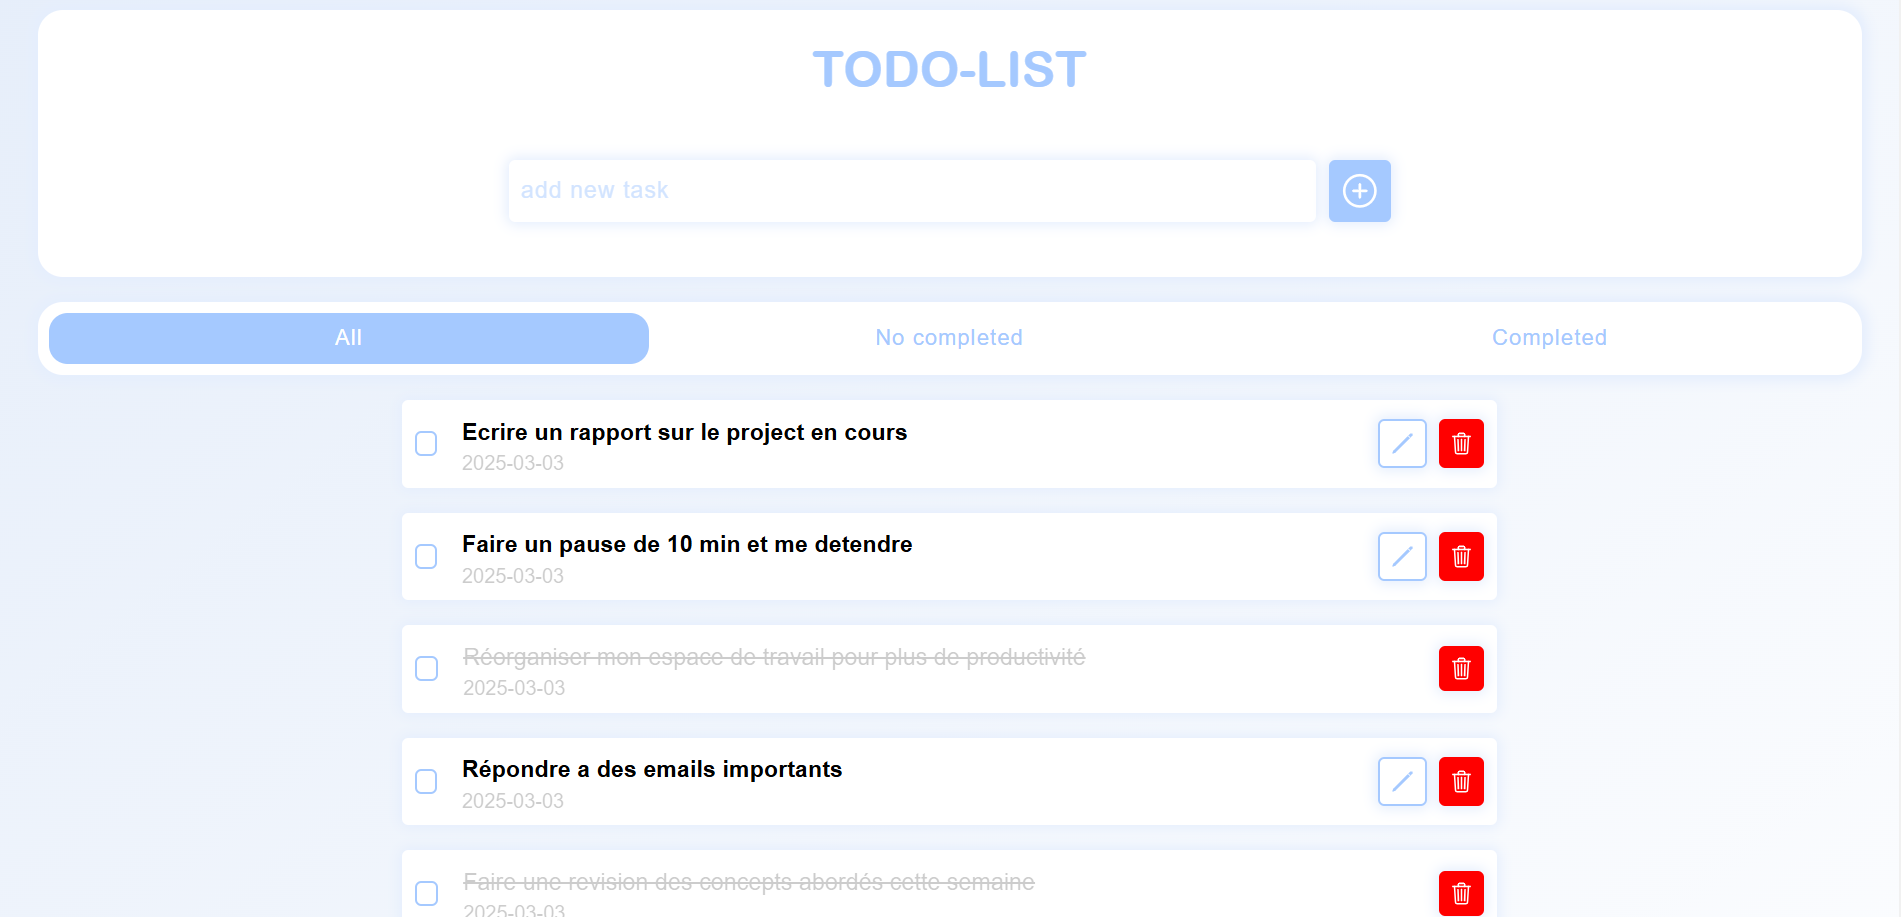 TODO-LIST
add new task
All
No completed
Completed
Ecrire un rapport sur le project en cours
2025-03-03
Faire un pause de 10 min et me detendre
2025-03-03
Réorganiser mon espace de travail pour plus de productivité
2025-03-03
Répondre a des emails importants
2025-03-03
Faire une revision des concepts abordés cette semaine
2025-03-03